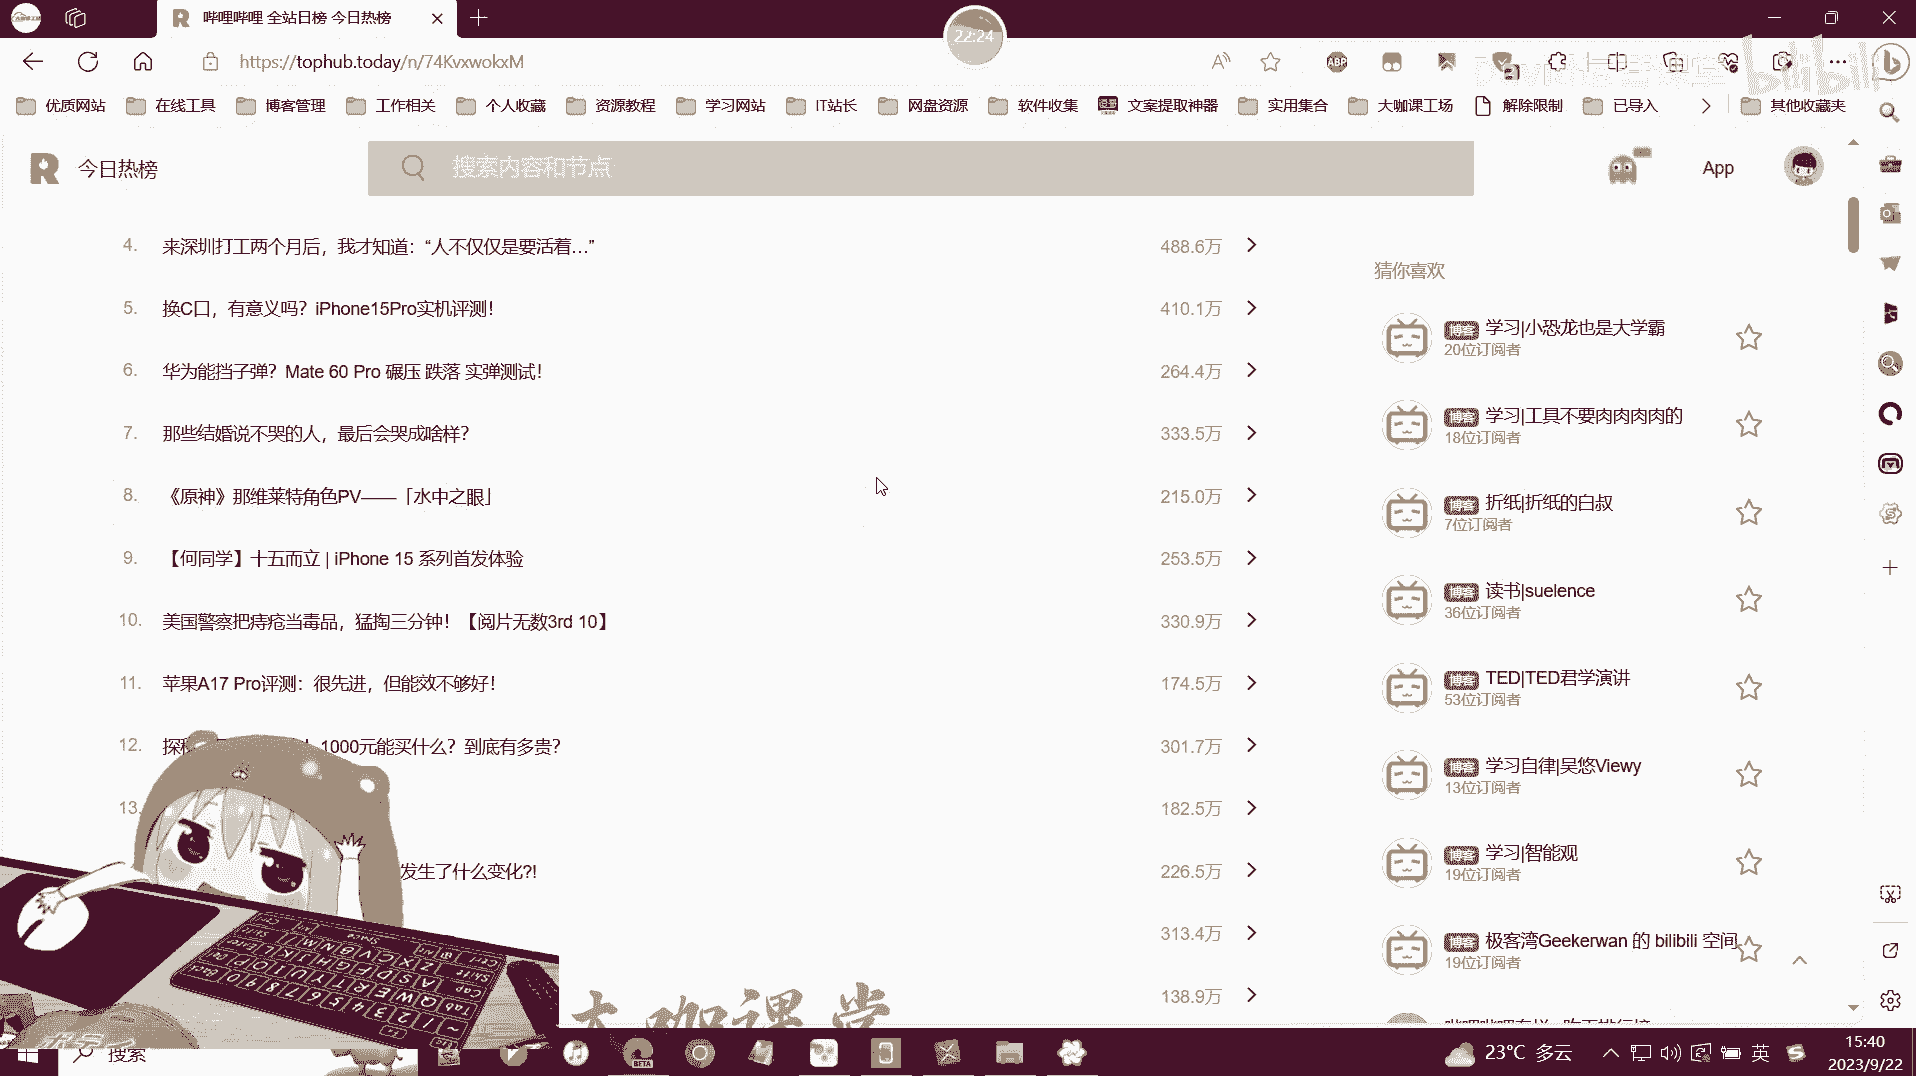 哔哩哔哩 全站日榜 今日热榜
22:24
https://tophub.today/n/74KvxwokxM
bilibili
优质网站 在线工具 博客管理 工作相关 个人收藏 资源教程 学习网站 IT站长 网盘资源 软件收集 文案提取神器 实用集合 大咖课工场 解除限制 已导入 其他收藏夹
今日热榜
搜索内容和节点
App
4. 来深圳打工两个月后，我才知道：“人不仅仅是要活着…” 488.6万
5. 换C口，有意义吗？iPhone15Pro实机评测！ 410.1万
6. 华为能挡子弹？Mate 60 Pro 碾压 跌落 实弹测试！ 264.4万
7. 那些结婚说不哭的人，最后会哭成啥样？ 333.5万
8. 《原神》那维莱特角色PV——「水中之眼」 215.0万
9. 【何同学】十五而立 | iPhone 15 系列首发体验 253.5万
10. 美国警察把痔疮当毒品，猛掏三分钟！【阅片无数3rd 10】 330.9万
11. 苹果A17 Pro评测：很先进，但能效不够好！ 174.5万
12. 探 1000元能买什么？到底有多贵？ 301.7万
13. 182.5万
发生了什么变化?! 226.5万
313.4万
138.9万
猜你喜欢
博客 学习|小恐龙也是大学霸
20位订阅者
博客 学习|工具不要肉肉肉肉的
18位订阅者
博客 折纸|折纸的白叔
7位订阅者
博客 读书|suelence
36位订阅者
博客 TED|TED君学演讲
53位订阅者
博客 学习自律|吴悠Viewy
13位订阅者
博客 学习|智能观
19位订阅者
博客 极客湾Geekerwan 的 bilibili 空间
19位订阅者
大咖课堂
搜索
BETA
23°C 多云
英
15:40
2023/9/22